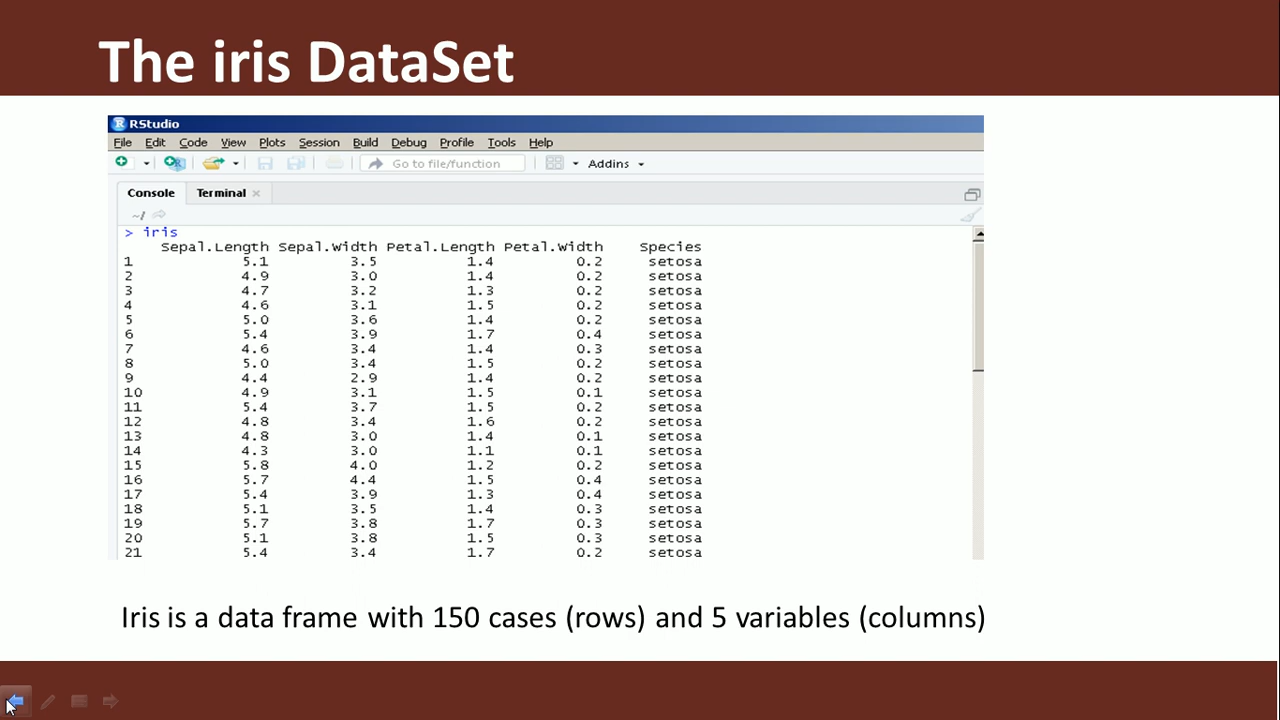 The iris DataSet
RStudio
File Edit Code View Plots Session Build Debug Profile Tools Help
Go to file/function Addins
Console Terminal
~/
> iris
Sepal.Length Sepal.Width Petal.Length Petal.Width Species
1 5.1 3.5 1.4 0.2 setosa
2 4.9 3.0 1.4 0.2 setosa
3 4.7 3.2 1.3 0.2 setosa
4 4.6 3.1 1.5 0.2 setosa
5 5.0 3.6 1.4 0.2 setosa
6 5.4 3.9 1.7 0.4 setosa
7 4.6 3.4 1.4 0.3 setosa
8 5.0 3.4 1.5 0.2 setosa
9 4.4 2.9 1.4 0.2 setosa
10 4.9 3.1 1.5 0.1 setosa
11 5.4 3.7 1.5 0.2 setosa
12 4.8 3.4 1.6 0.2 setosa
13 4.8 3.0 1.4 0.1 setosa
14 4.3 3.0 1.1 0.1 setosa
15 5.8 4.0 1.2 0.2 setosa
16 5.7 4.4 1.5 0.4 setosa
17 5.4 3.9 1.3 0.4 setosa
18 5.1 3.5 1.4 0.3 setosa
19 5.7 3.8 1.7 0.3 setosa
20 5.1 3.8 1.5 0.3 setosa
21 5.4 3.4 1.7 0.2 setosa
Iris is a data frame with 150 cases (rows) and 5 variables (columns)